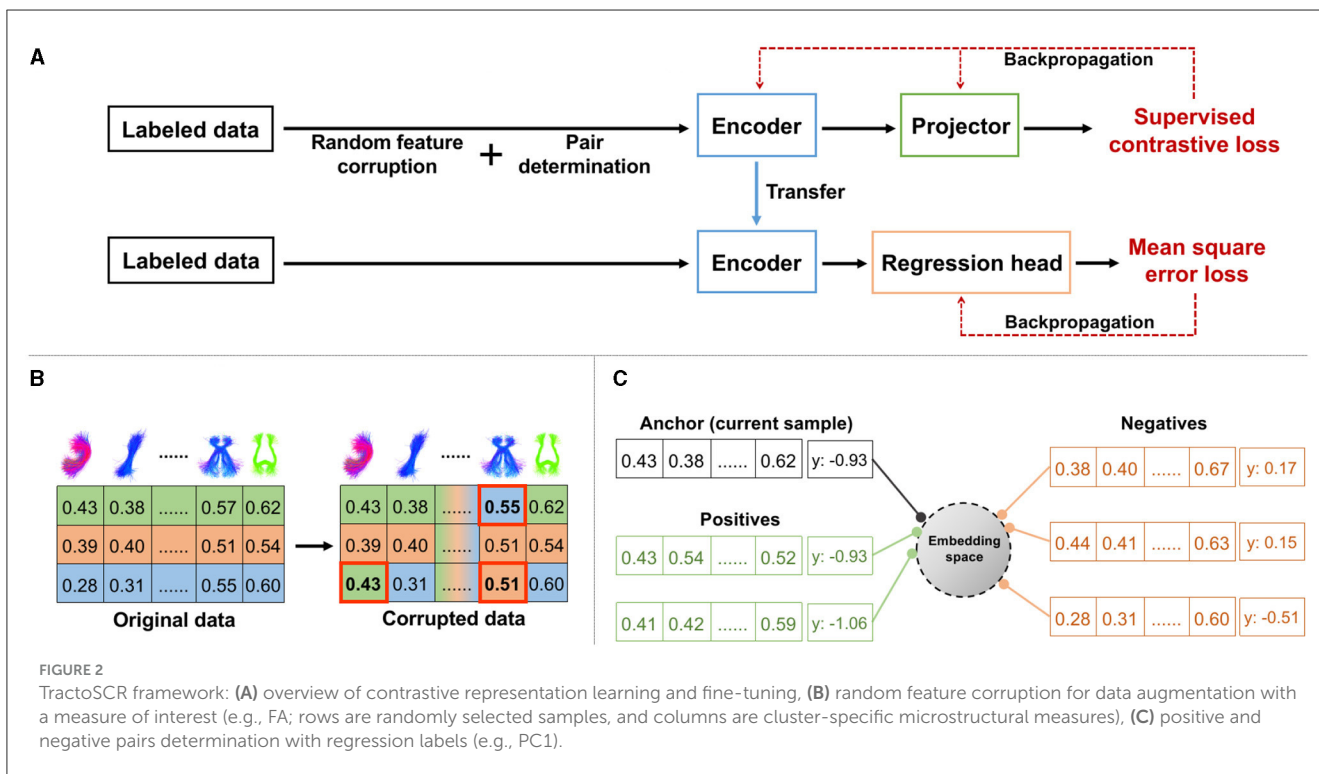 A
Backpropagation
Labeled data
Random feature
corruption
+
Pair
determination
Encoder
Projector
Supervised
contrastive loss
Transfer
Labeled data
Encoder
Regression head
Mean square
error loss
Backpropagation
B
......
......
0.43 0.38 ...... 0.57 0.62
0.39 0.40 ...... 0.51 0.54
0.28 0.31 ...... 0.55 0.60
Original data
0.43 0.38 ...... 0.55 0.62
0.39 0.40 ...... 0.51 0.54
0.43 0.31 ...... 0.51 0.60
Corrupted data
C
Anchor (current sample)
0.43 0.38 ...... 0.62 y: -0.93
Positives
0.43 0.54 ...... 0.52 y: -0.93
0.41 0.42 ...... 0.59 y: -1.06
Embedding
space
Negatives
0.38 0.40 ...... 0.67 y: 0.17
0.44 0.41 ...... 0.63 y: 0.15
0.28 0.31 ...... 0.60 y: -0.51
FIGURE 2
TractoSCR framework: (A) overview of contrastive representation learning and fine-tuning, (B) random feature corruption for data augmentation with
a measure of interest (e.g., FA; rows are randomly selected samples, and columns are cluster-specific microstructural measures), (C) positive and
negative pairs determination with regression labels (e.g., PC1).